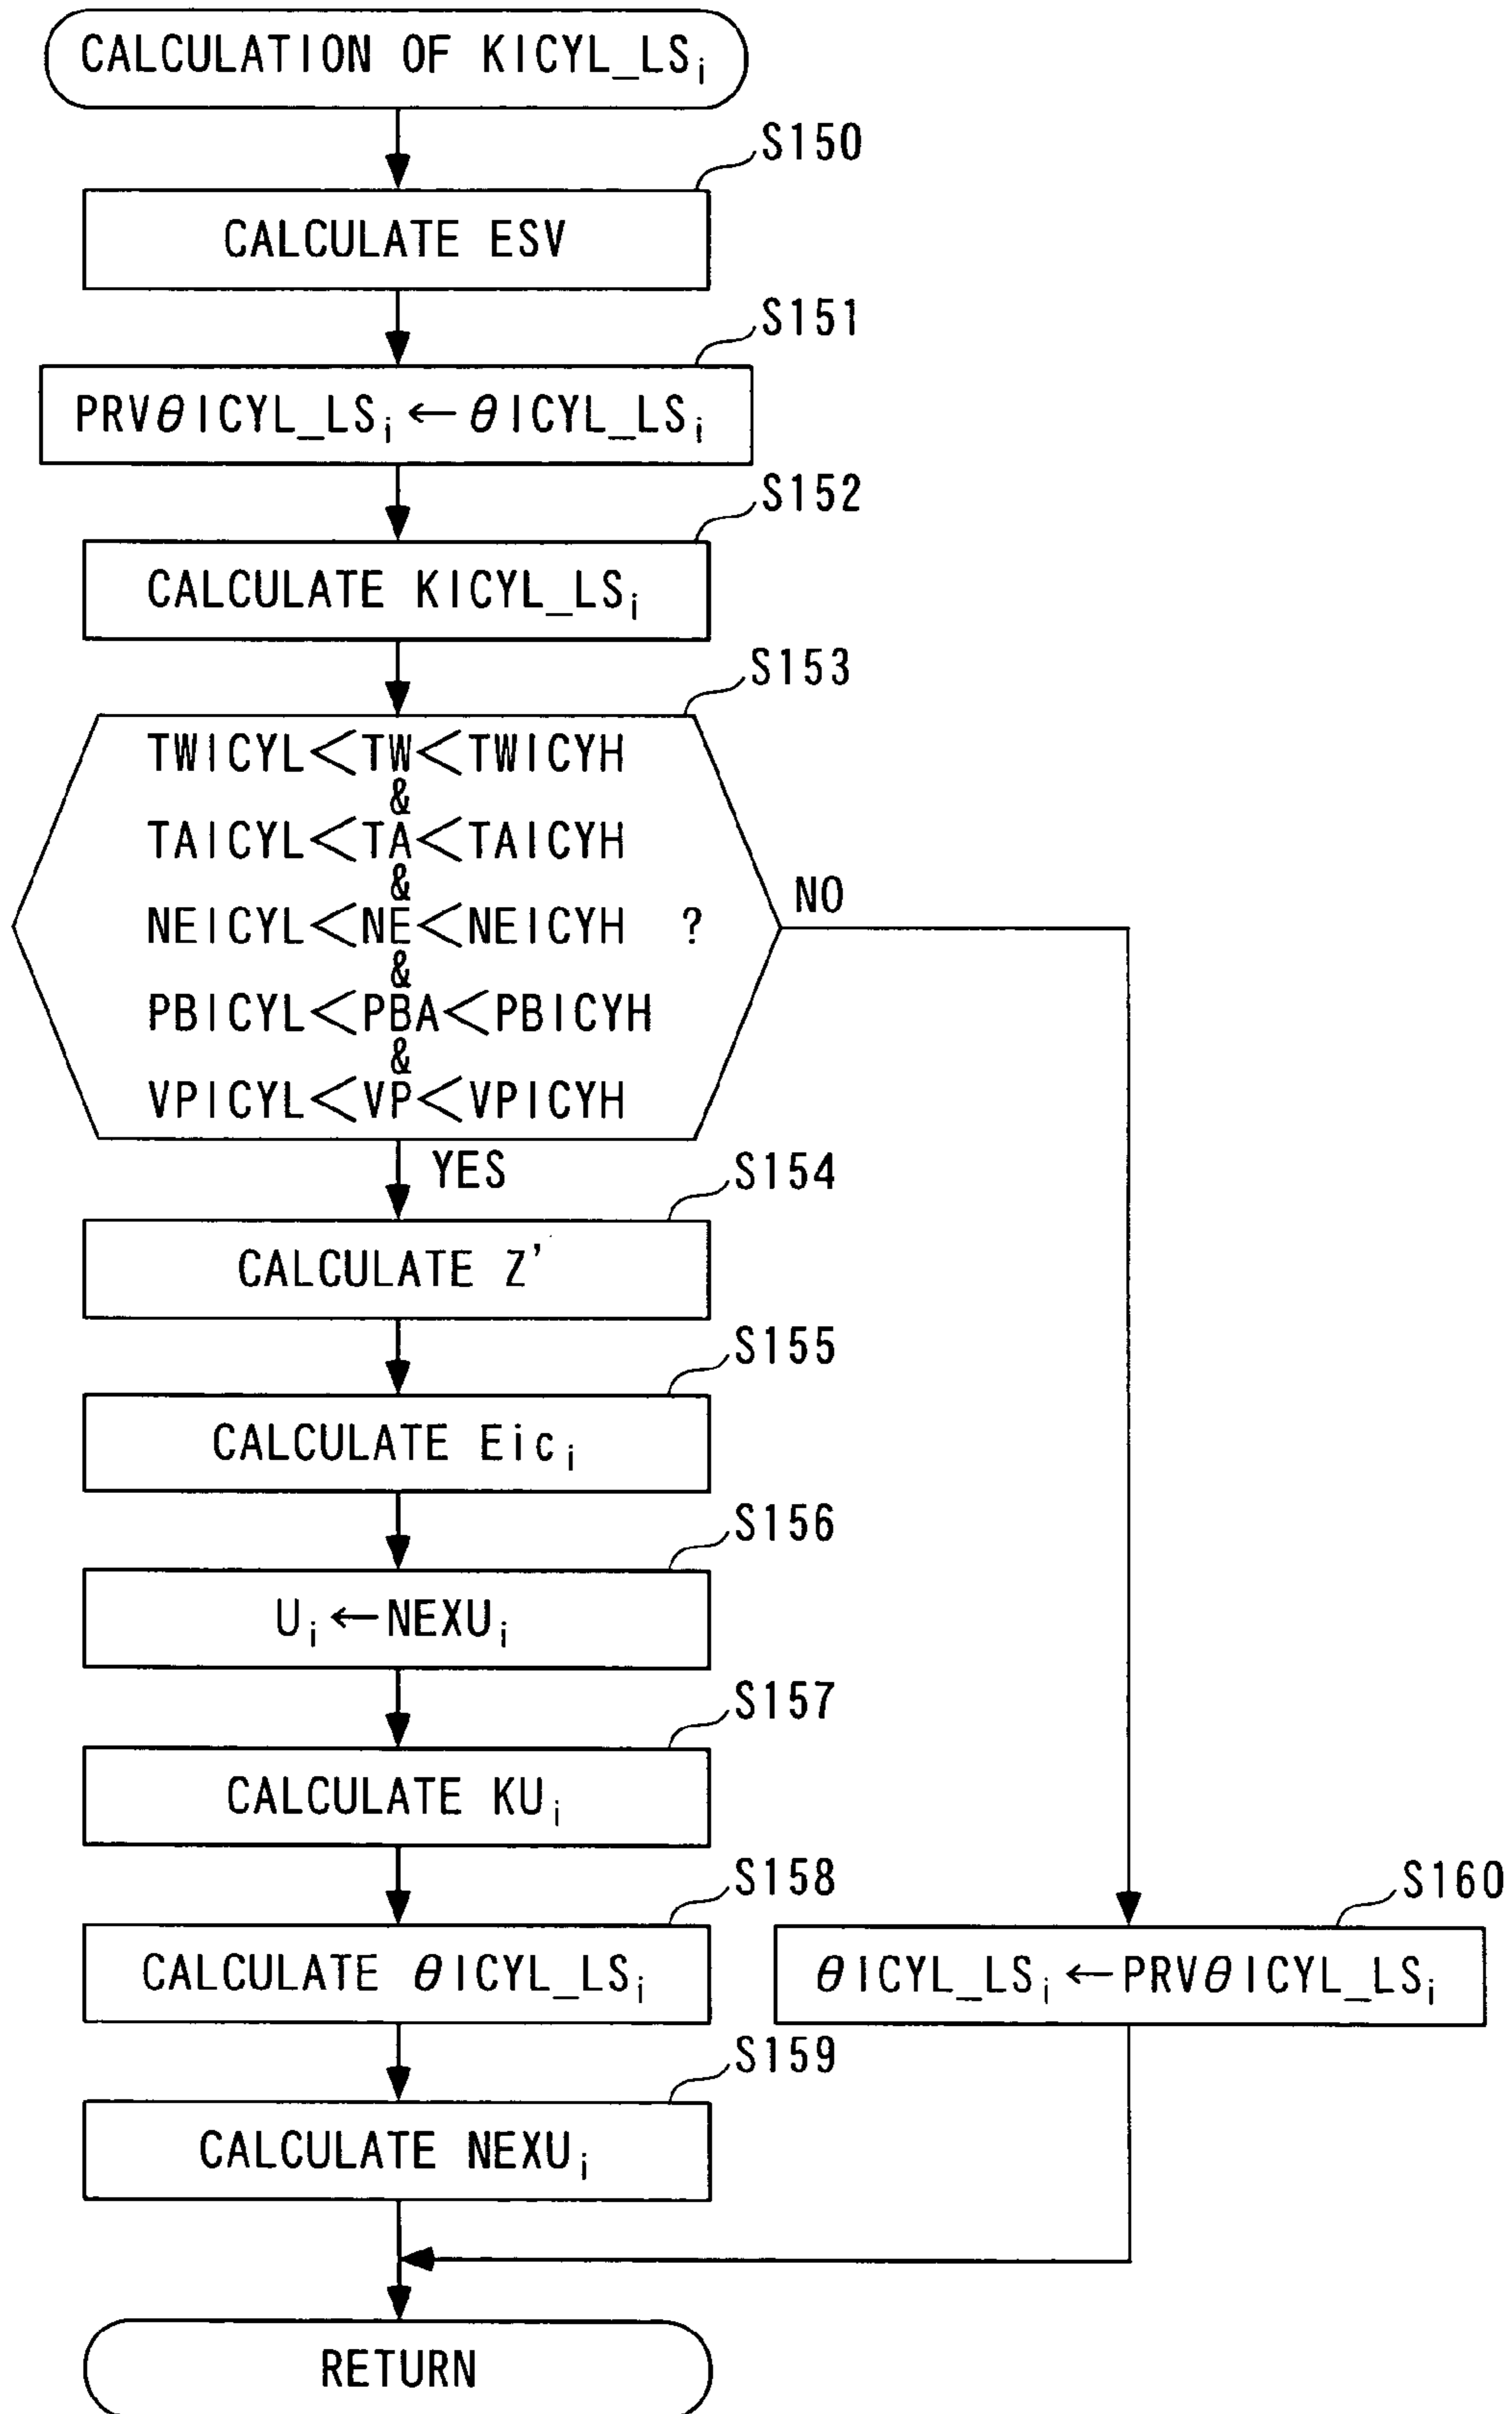 CALCULATION OF KICYL_LSi
S150
CALCULATE ESV
S151
PRVθICYL_LSi←θICYL_LSi
S152
CALCULATE KICYL_LSi
S153
TWICYL<TW<TWICYH
&
TAICYL<TA<TAICYH
&
NEICYL<NE<NEICYH ?
&
PBICYL<PBA<PBICYH
&
VPICYL<VP<VPICYH
NO
YES
S154
CALCULATE Z'
S155
CALCULATE Eici
S156
Ui←NEXUi
S157
CALCULATE KUi
S158
CALCULATE θICYL_LSi
S160
θICYL_LSi←PRVθICYL_LSi
S159
CALCULATE NEXUi
RETURN